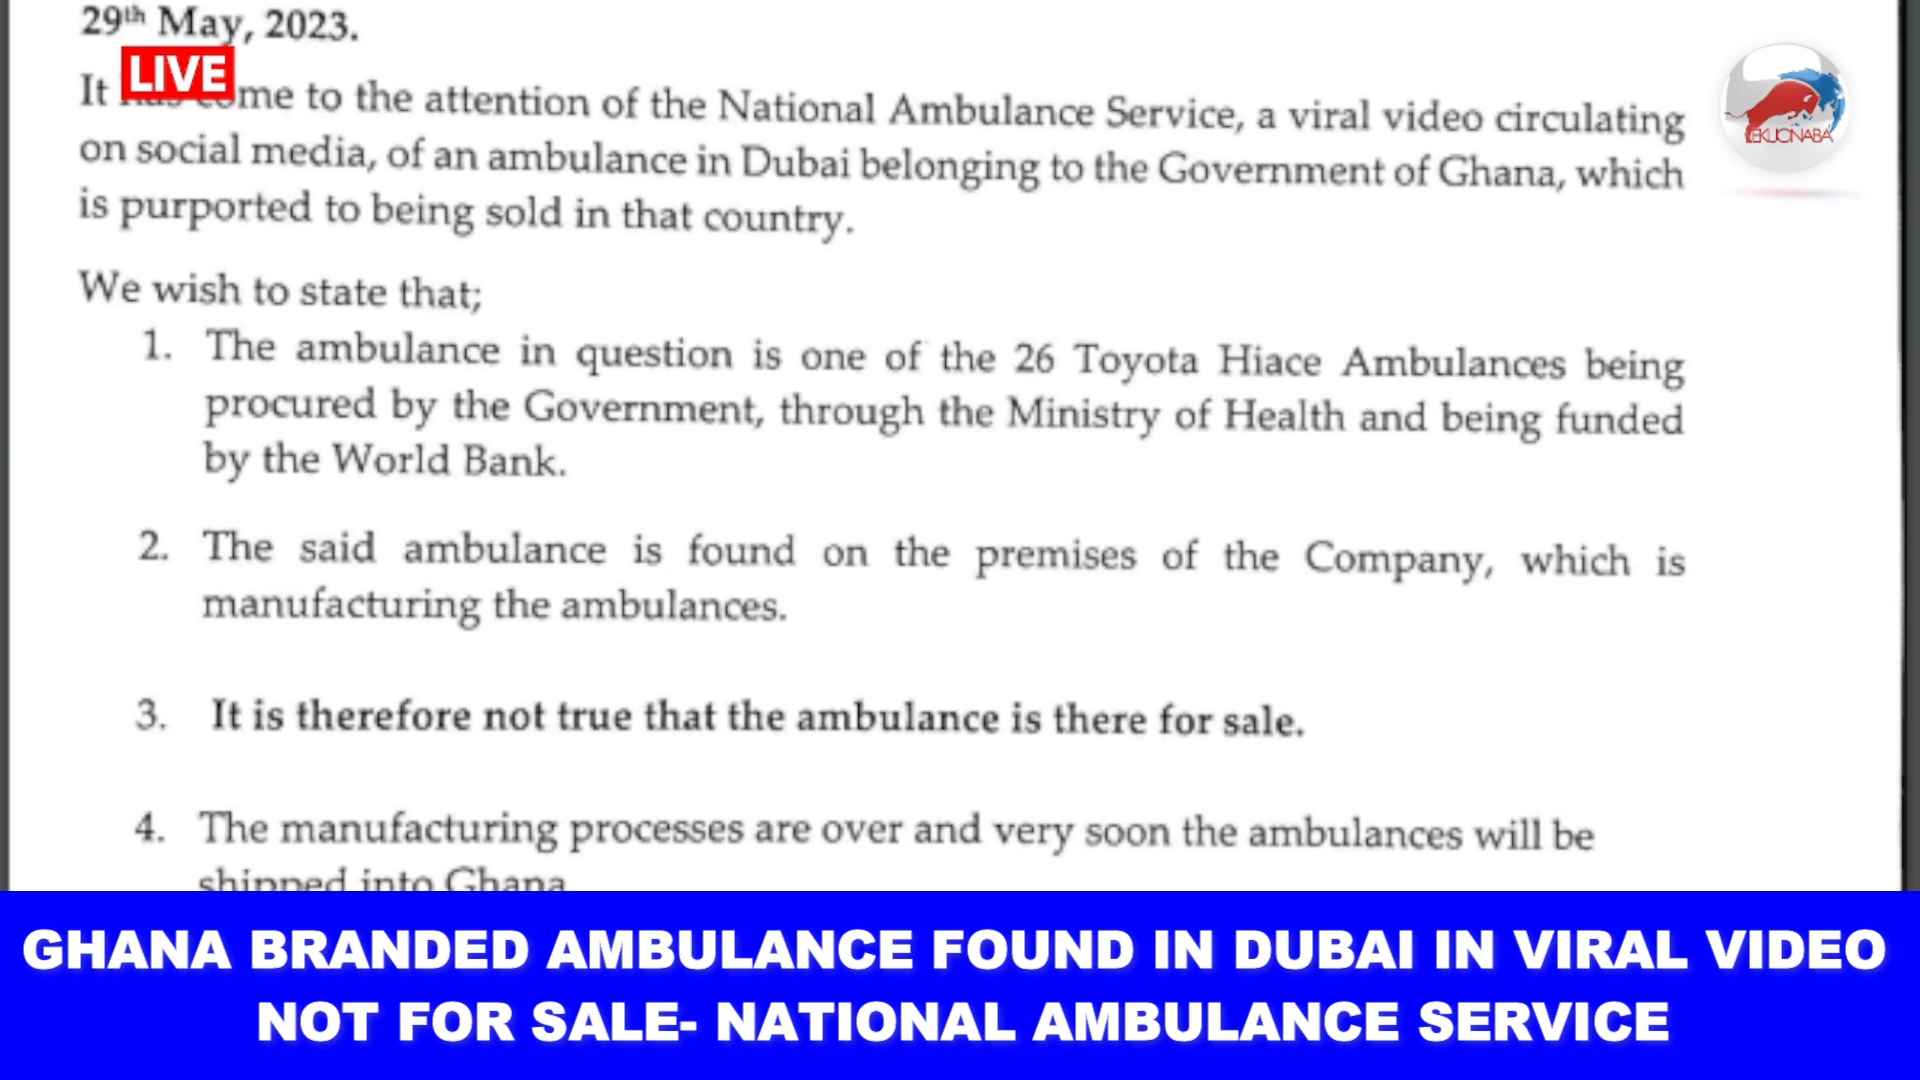 29th May, 2023.
LIVE
It has come to the attention of the National Ambulance Service, a viral video circulating
on social media, of an ambulance in Dubai belonging to the Government of Ghana, which
is purported to being sold in that country.
We wish to state that;
1. The ambulance in question is one of the 26 Toyota Hiace Ambulances being
procured by the Government, through the Ministry of Health and being funded
by the World Bank.
2. The said ambulance is found on the premises of the Company, which is
manufacturing the ambulances.
3. It is therefore not true that the ambulance is there for sale.
4. The manufacturing processes are over and very soon the ambulances will be
shipped into Ghana
EKUONABA
GHANA BRANDED AMBULANCE FOUND IN DUBAI IN VIRAL VIDEO
NOT FOR SALE- NATIONAL AMBULANCE SERVICE